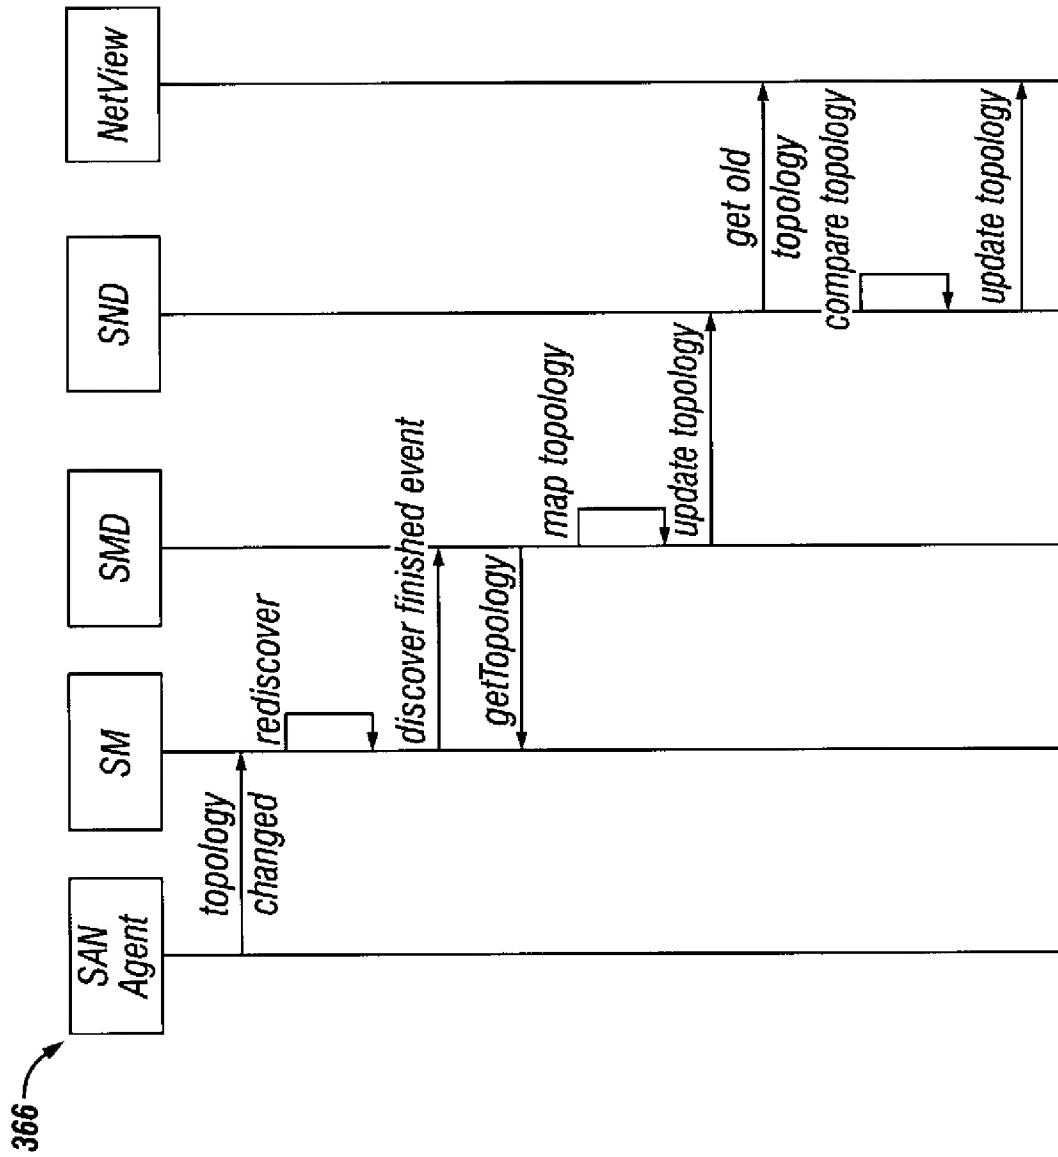 366
SAN
Agent
SM
SMD
SND
NetView
topology
changed
rediscover
discover finished event
getTopology
map topology
update topology
get old
topology
compare topology
update topology